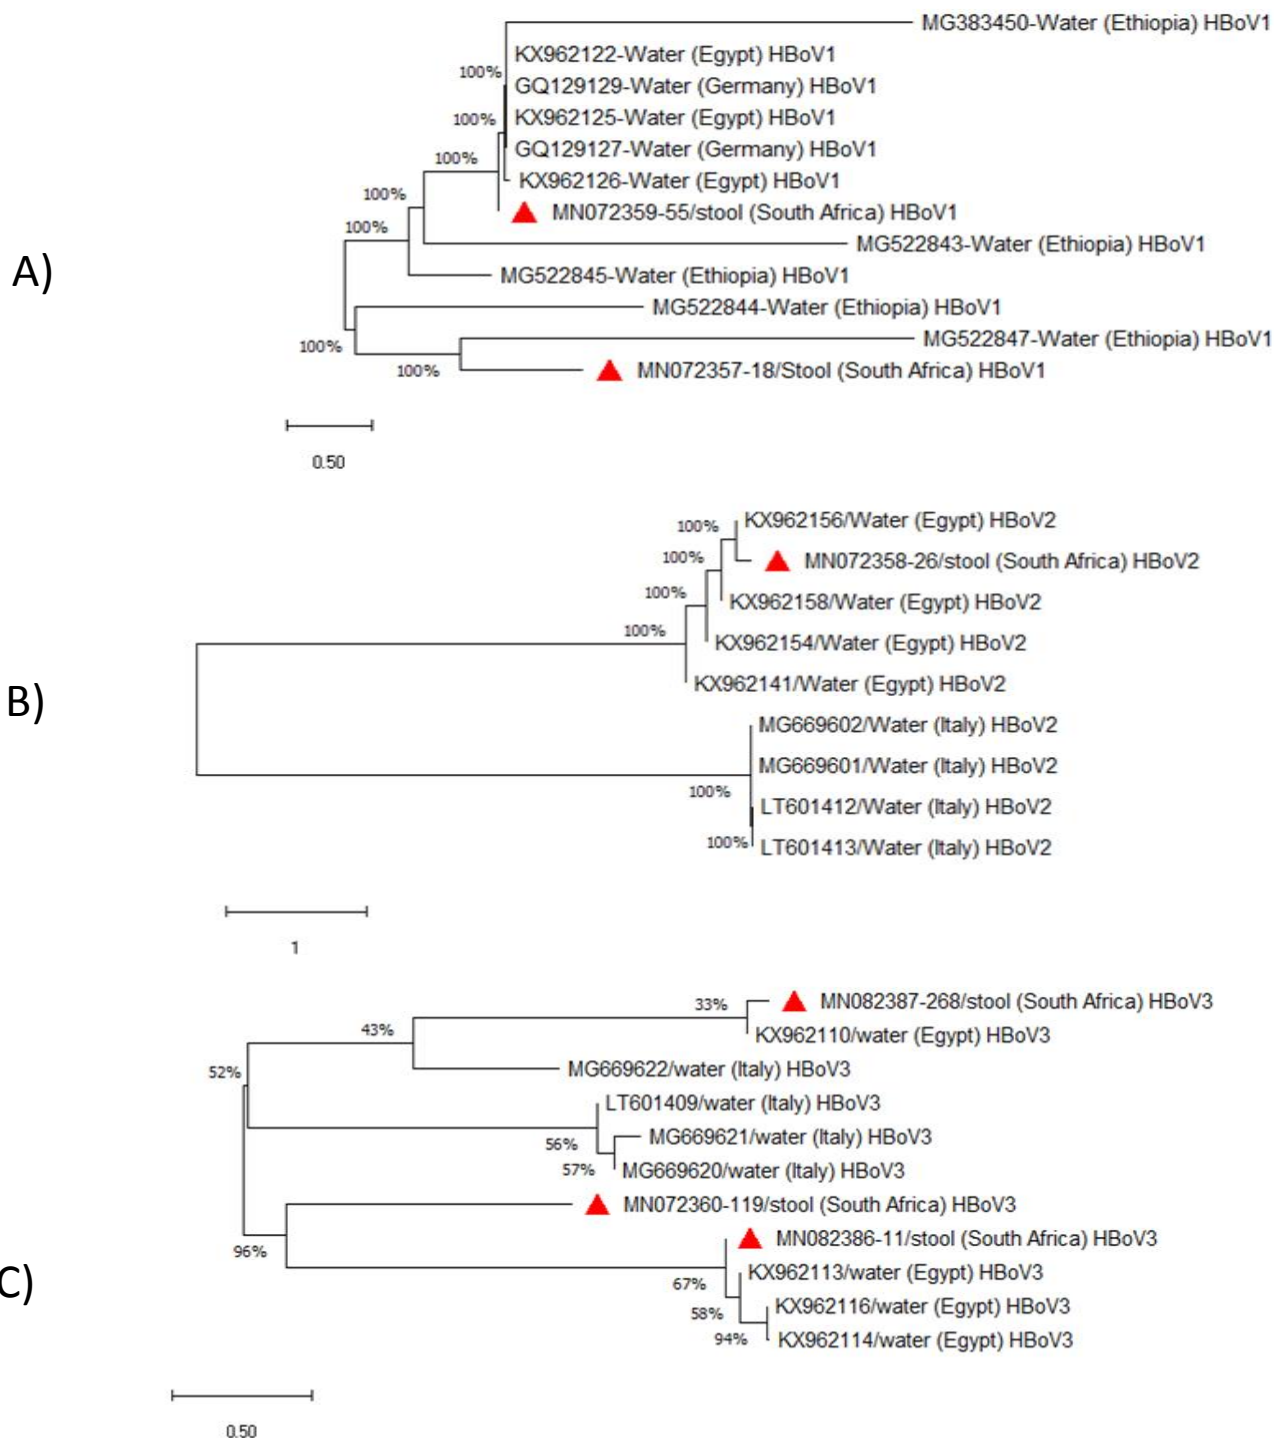 MG383450-Water (Ethiopia) HBoV1
KX962122-Water (Egypt) HBoV1
100%
GQ129129-Water (Germany) HBoV1
100%
KX962125-Water (Egypt) HBoV1
GQ129127-Water (Germany) HBoV1
100%
KX962126-Water (Egypt) HBoV1
100%
MN072359-55/stool (South Africa) HBoV1
100%
MG522843-Water (Ethiopia) HBoV1
A)
MG522845-Water (Ethiopia) HBoV1
MG522844-Water (Ethiopia) HBoV1
MG522847-Water (Ethiopia) HBoV1
100%
100%
MN072357-18/Stool (South Africa) HBoV1
0.50
KX962156/Water (Egypt) HBoV2
100%
100%
MN072358-26/stool (South Africa) HBoV2
100%
KX962158/Water (Egypt) HBoV2
100%
KX962154/Water (Egypt) HBoV2
KX962141/Water (Egypt) HBoV2
B)
MG669602/Water (Italy) HBoV2
MG669601/Water (Italy) HBoV2
100%
LT601412/Water (Italy) HBoV2
100%
LT601413/Water (Italy) HBoV2
1
33%
MN082387-268/stool (South Africa) HBoV3
43%
KX962110/water (Egypt) HBoV3
52%
MG669622/water (Italy) HBoV3
LT601409/water (Italy) HBoV3
56%
MG669621/water (Italy) HBoV3
57%
MG669620/water (Italy) HBoV3
MN072360-119/stool (South Africa) HBoV3
96%
MN082386-11/stool (South Africa) HBoV3
C)
67%
KX962113/water (Egypt) HBoV3
58%
KX962116/water (Egypt) HBoV3
94%
KX962114/water (Egypt) HBoV3
0.50